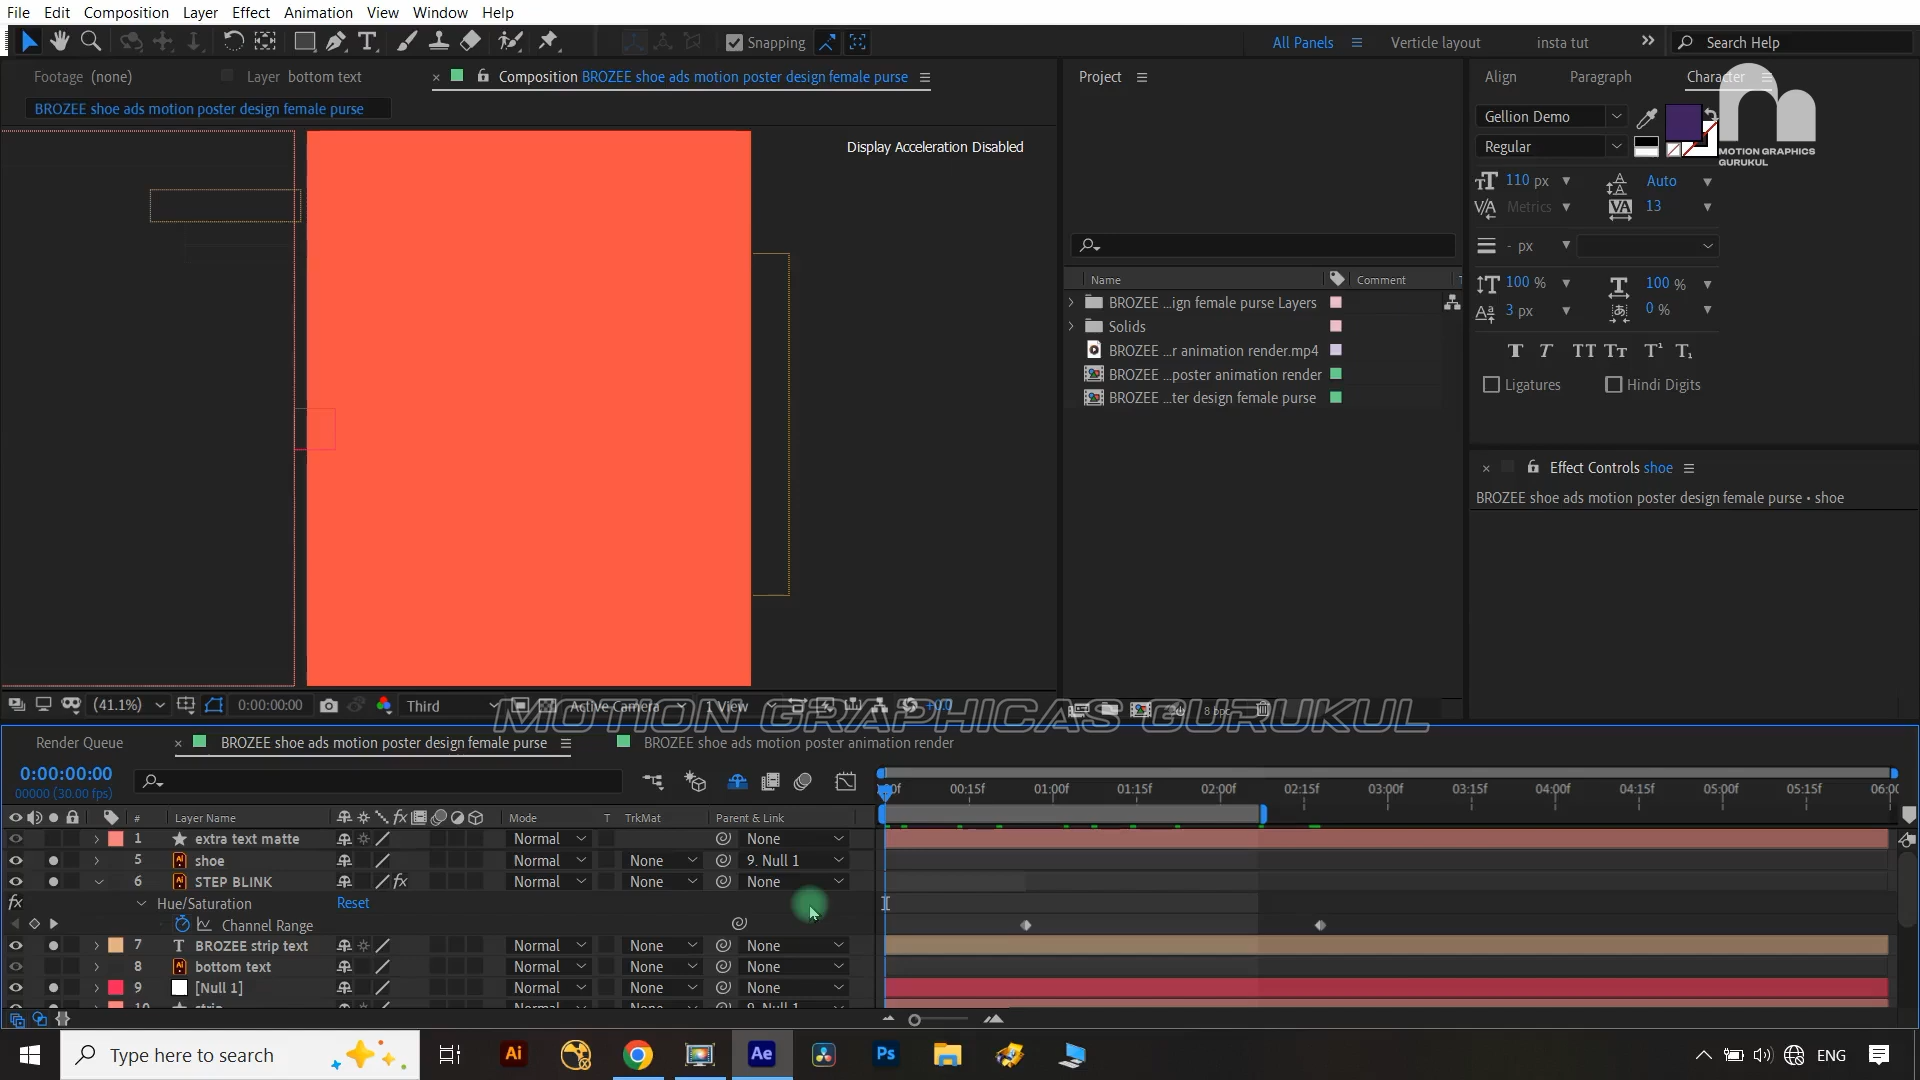 File Edit Composition Layer Effect Animation View Window Help
Snapping All Panels Verticle layout insta tut Search Help
Footage (none) Layer bottom text Composition BROZEE shoe ads motion poster design female purse Project Align Paragraph Character
BROZEE shoe ads motion poster design female purse
Display Acceleration Disabled
Gellion Demo
Regular
MOTION GRAPHICS
GURUKUL
110 px Auto
Metrics 13
- px
100 % 100 %
3 px 0 %
Ligatures Hindi Digits
Name Comment
BROZEE ...ign female purse Layers
Solids
BROZEE ...r animation render.mp4
BROZEE ...poster animation render
BROZEE ...ter design female purse
Effect Controls shoe
BROZEE shoe ads motion poster design female purse • shoe
(41.1%) 0:00:00:00 Third Active Camera 1 View +0.0 8 bpc
MOTION GRAPHICAS GURUKUL
Render Queue BROZEE shoe ads motion poster design female purse BROZEE shoe ads motion poster animation render
0:00:00:00
00000 (30.00 fps)
00:15f 01:00f 01:15f 02:00f 02:15f 03:00f 03:15f 04:00f 04:15f 05:00f 05:15f
# Layer Name Mode T TrkMat Parent & Link
1 extra text matte Normal None
5 shoe Normal None 9. Null 1
6 STEP BLINK Normal None None
Hue/Saturation Reset
Channel Range
7 BROZEE strip text Normal None None
8 bottom text Normal None None
9 [Null 1] Normal None None
Type here to search Ai Ae Ps ENG